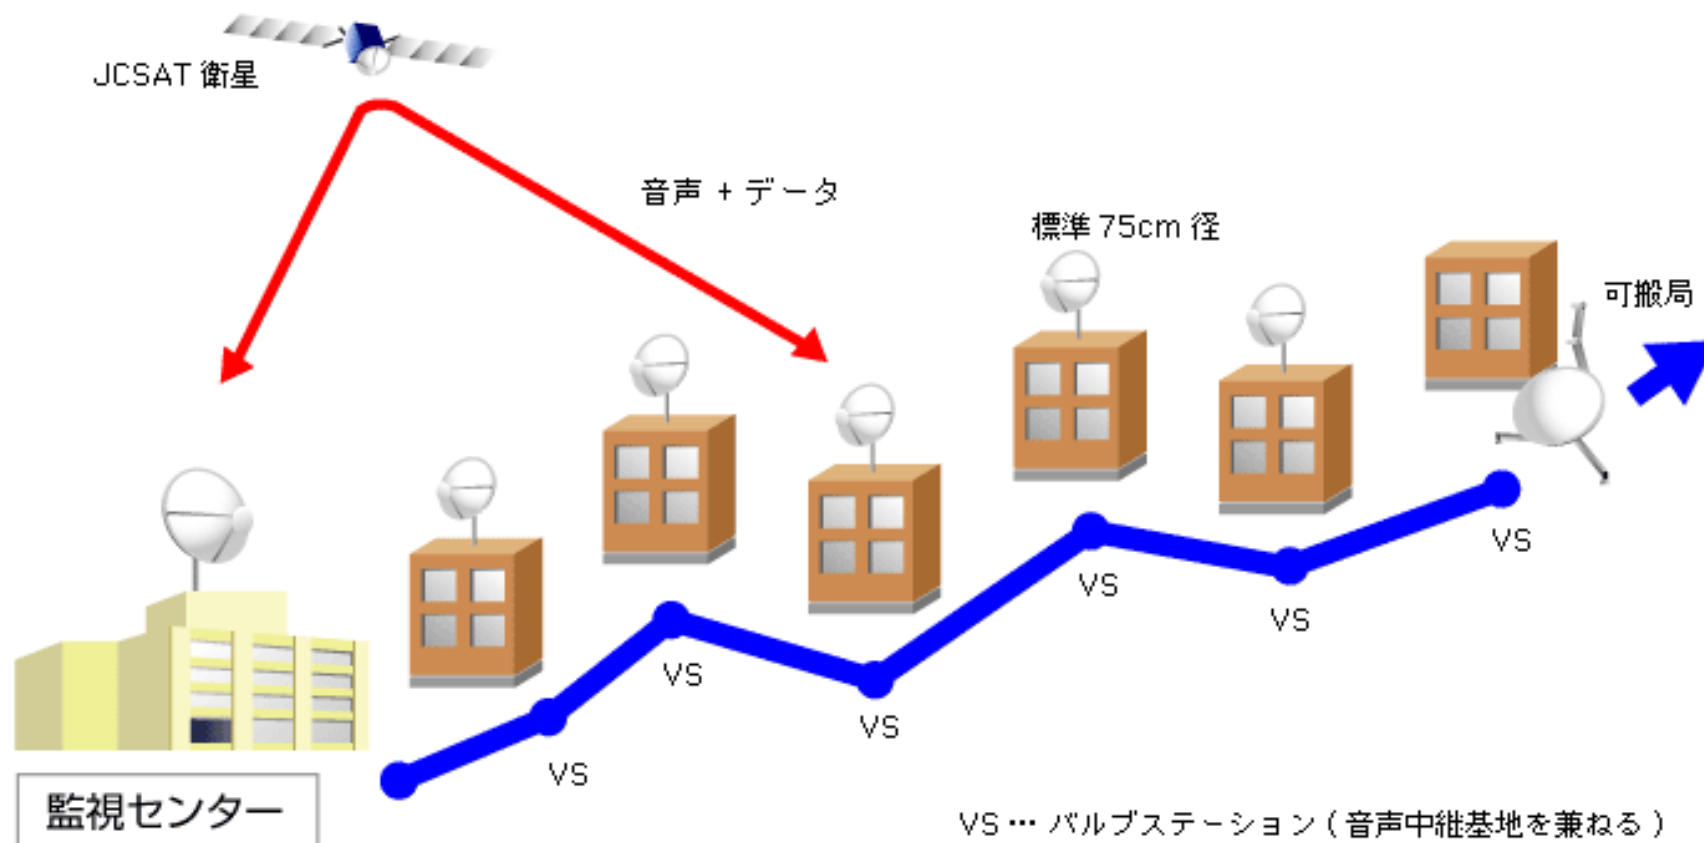 JCSAT 衛星
音声 + データ
標準 75cm 径
可搬局
VS
VS
VS
VS
VS
VS
監視センター
VS … バルブステーション ( 音声中継基地を兼ねる )